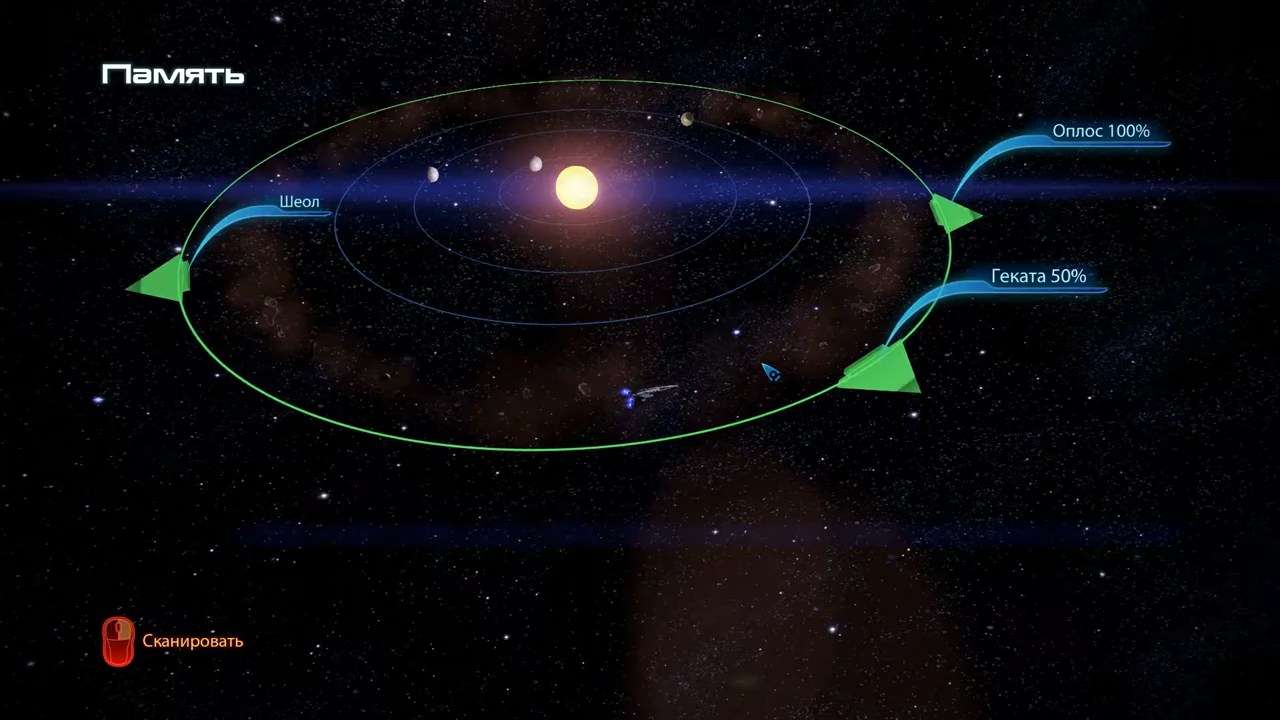 Память
Оплос 100%
Шеол
Геката 50%
Сканировать